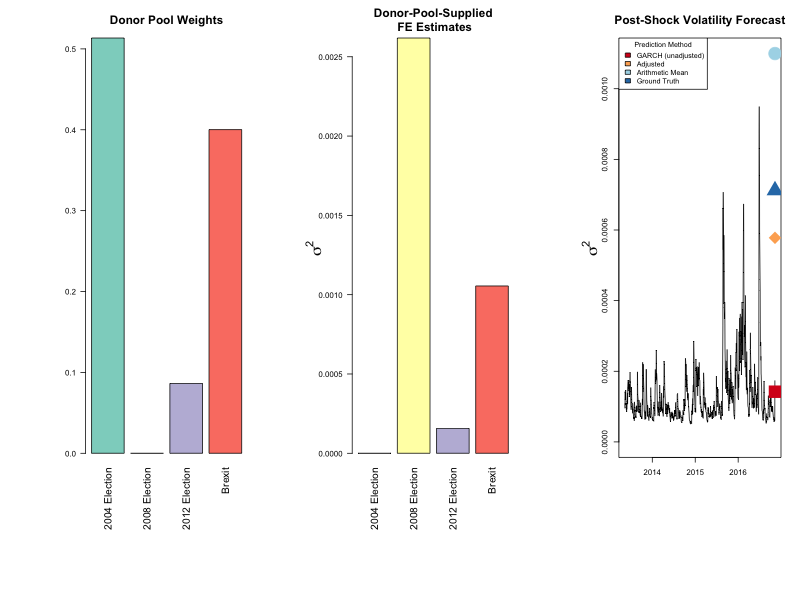 Donor Pool Weights
0.5
0.4
0.3
0.2
0.1
0.0
2004 Election
2008 Election
2012 Election
Brexit
Donor-Pool-Supplied
FE Estimates
σ²
0.0025
0.0020
0.0015
0.0010
0.0005
0.0000
2004 Election
2008 Election
2012 Election
Brexit
Post-Shock Volatility Forecast
σ²
0.0010
0.0008
0.0006
0.0004
0.0002
0.0000
Prediction Method
GARCH (unadjusted)
Adjusted
Arithmetic Mean
Ground Truth
2014
2015
2016